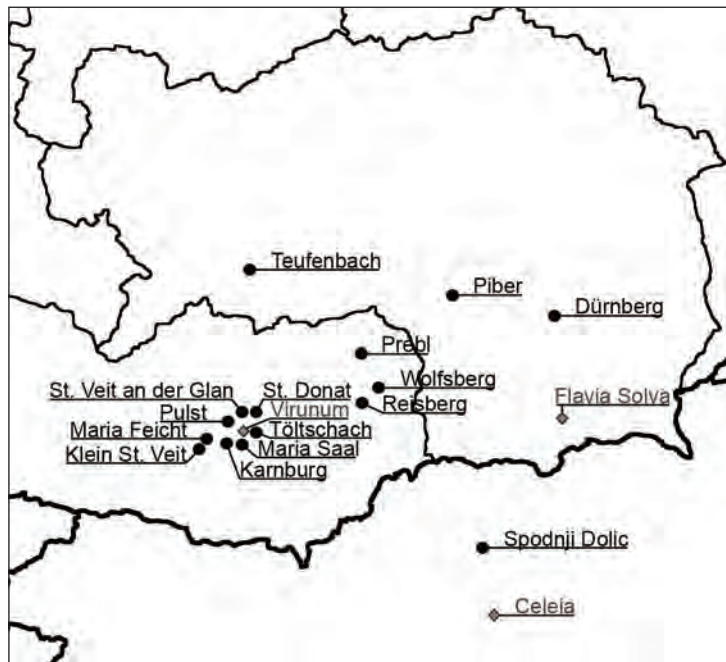 Teufenbach
Piber
Dürnberg
Prebl
Wolfsberg
St. Veit an der Glan
St. Donat
Reisberg
Flavia Solva
Pulst
Virunum
Maria Feicht
Töltschach
Klein St. Veit
Maria Saal
Karnburg
Spodnji Dolic
Celeia